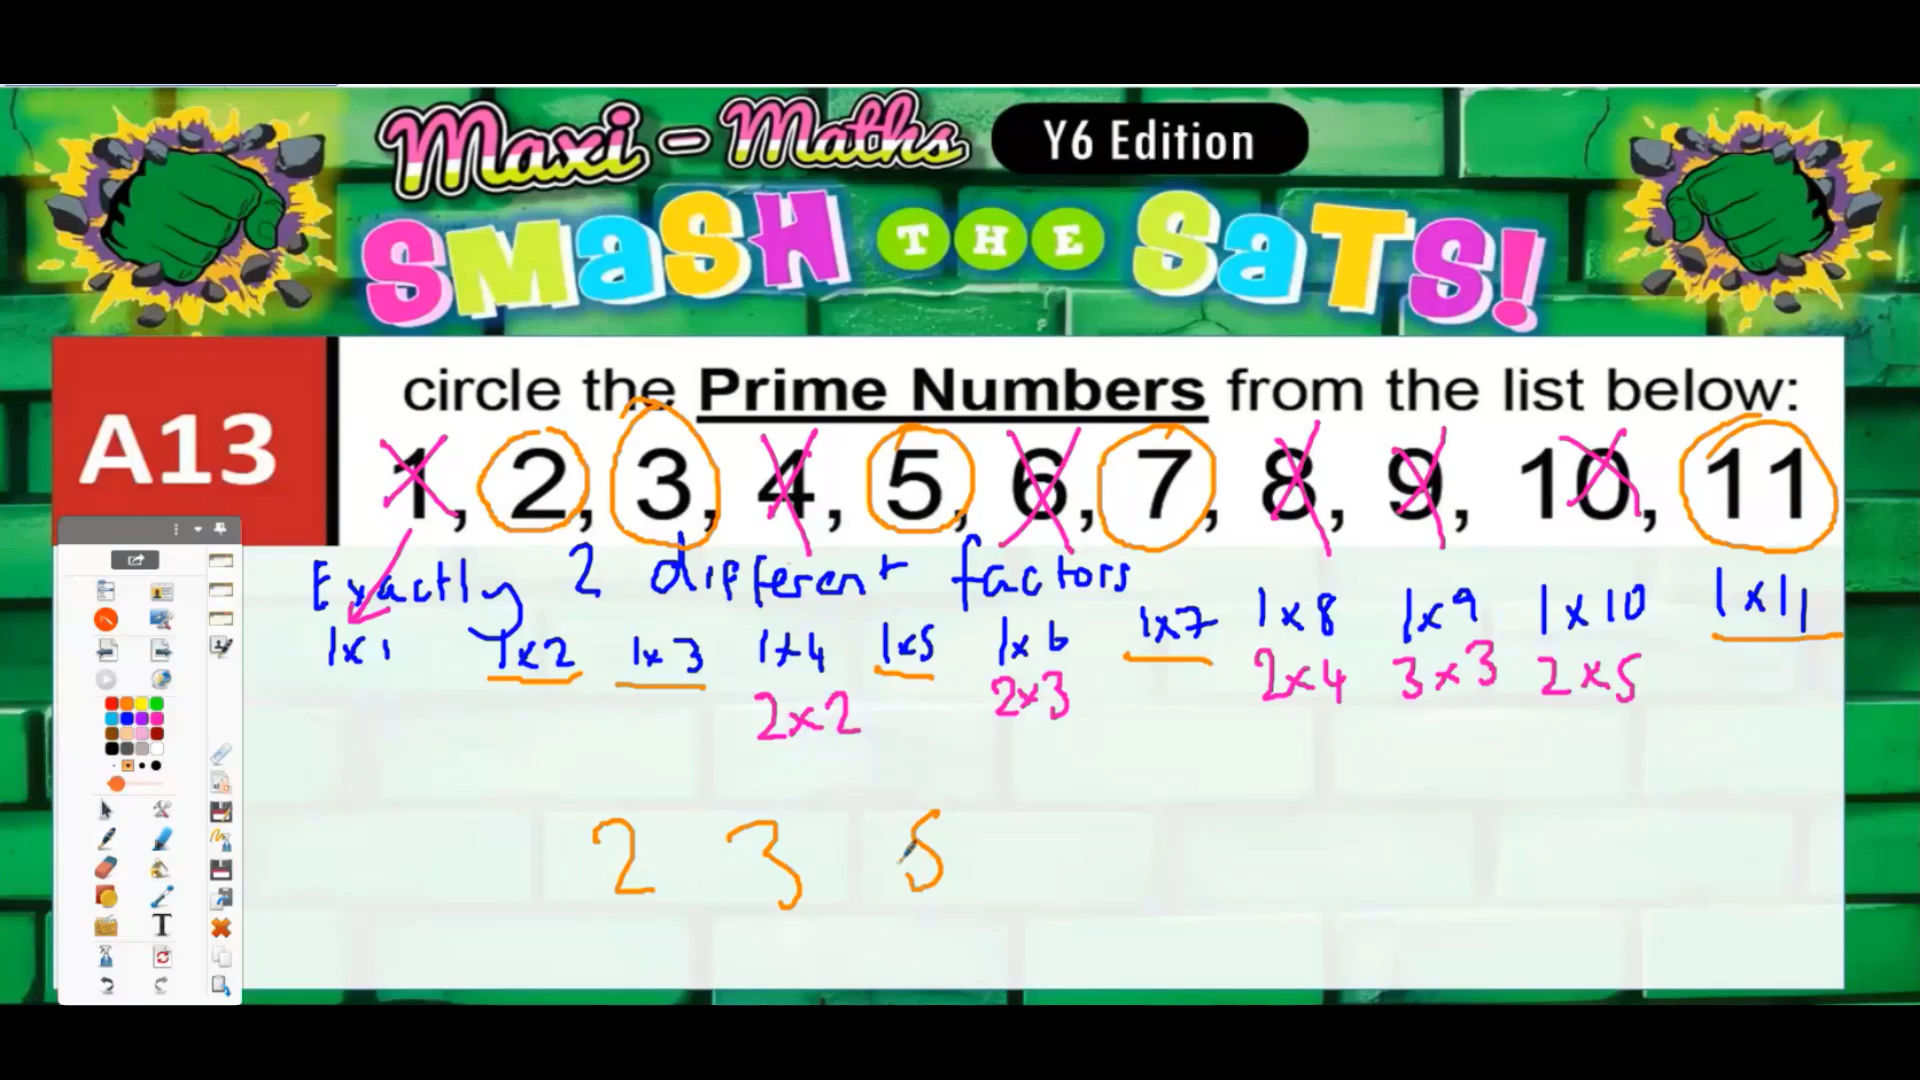 Maxi - Maths Y6 Edition
SMaSH THE SaTS!
A13
circle the Prime Numbers from the list below:
1, 2, 3, 4, 5, 6, 7, 8, 9, 10, 11
Exactly 2 different factors
1x1 1x2 1x3 1x4 1x5 1x6 1x7 1x8 1x9 1x10 1x11
2x2 2x3 2x4 3x3 2x5
2 3 5
T